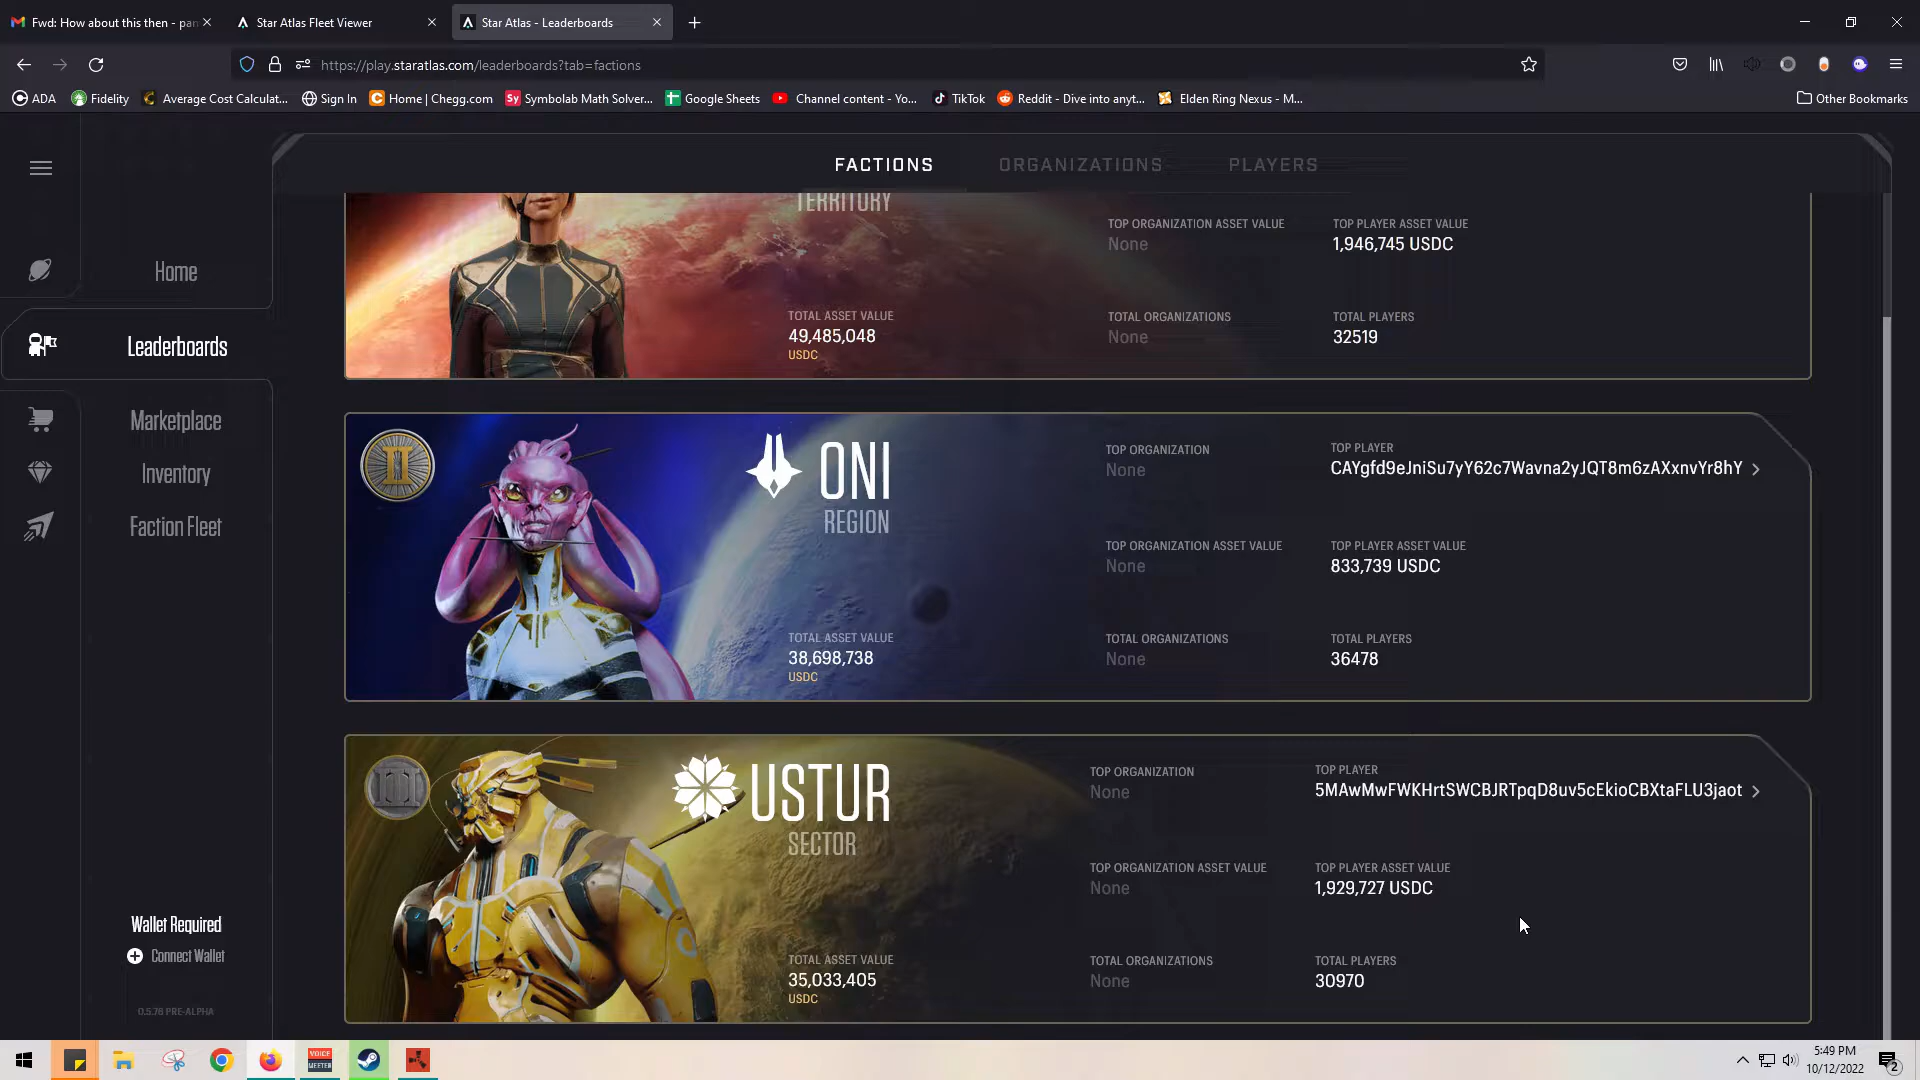 Fwd: How about this then - pan
Star Atlas Fleet Viewer
Star Atlas - Leaderboards
https://play.staratlas.com/leaderboards?tab=factions
ADA
Fidelity
Average Cost Calculat...
Sign In
Home | Chegg.com
Sy Symbolab Math Solver...
Google Sheets
Channel content - Yo...
TikTok
Reddit - Dive into anyt...
Elden Ring Nexus - M...
Other Bookmarks
FACTIONS ORGANIZATIONS PLAYERS
Home
Leaderboards
Marketplace
Inventory
Faction Fleet
Wallet Required
Connect Wallet
0.5.76 PRE-ALPHA
TERRITORY
TOTAL ASSET VALUE
49,485,048
USDC
TOP ORGANIZATION ASSET VALUE
None
TOP PLAYER ASSET VALUE
1,946,745 USDC
TOTAL ORGANIZATIONS
None
TOTAL PLAYERS
32519
II
ONI
REGION
TOTAL ASSET VALUE
38,698,738
USDC
TOP ORGANIZATION
None
TOP PLAYER
CAYgfd9eJniSu7yY62c7Wavna2yJQT8m6zAXxnvYr8hY
TOP ORGANIZATION ASSET VALUE
None
TOP PLAYER ASSET VALUE
833,739 USDC
TOTAL ORGANIZATIONS
None
TOTAL PLAYERS
36478
III
USTUR
SECTOR
TOTAL ASSET VALUE
35,033,405
USDC
TOP ORGANIZATION
None
TOP PLAYER
5MAwMwFWKHrtSWCBJRTpqD8uv5cEkioCBXtaFLU3jaot
TOP ORGANIZATION ASSET VALUE
None
TOP PLAYER ASSET VALUE
1,929,727 USDC
TOTAL ORGANIZATIONS
None
TOTAL PLAYERS
30970
VOICE
MEETER
5:49 PM
10/12/2022
2